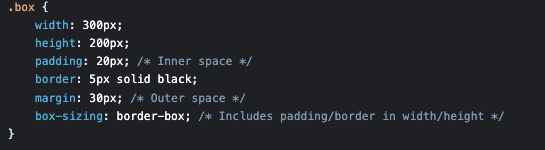 .box {
    width: 300px;
    height: 200px;
    padding: 20px; /* Inner space */
    border: 5px solid black;
    margin: 30px; /* Outer space */
    box-sizing: border-box; /* Includes padding/border in width/height */
}